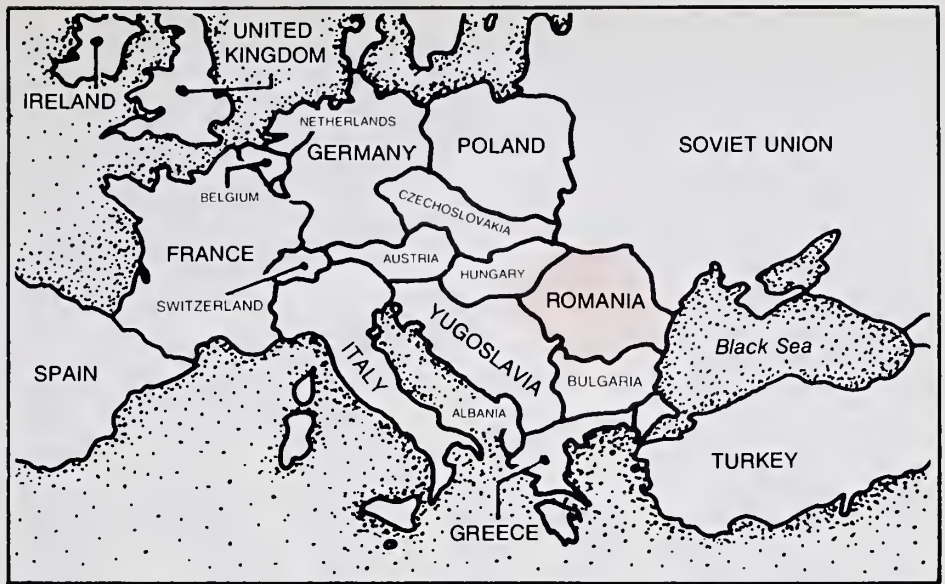 UNITED
KINGDOM
IRELAND
NETHERLANDS
GERMANY
POLAND
SOVIET UNION
BELGIUM
CZECHOSLOVAKIA
FRANCE
AUSTRIA
HUNGARY
SWITZERLAND
ROMANIA
YUGOSLAVIA
Black Sea
SPAIN
ITALY
BULGARIA
ALBANIA
TURKEY
GREECE